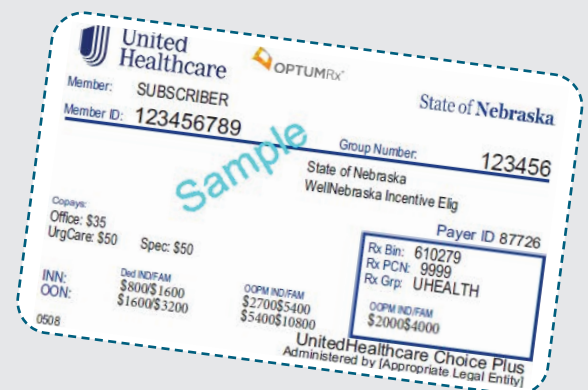 United
Healthcare
OPTUMRx
State of Nebraska
Member: SUBSCRIBER
Member ID: 123456789
Group Number: 123456
Sample
State of Nebraska
WellNebraska Incentive Elig
Copays:
Office: $35
UrgCare: $50 Spec: $50
Payer ID 87726
Rx Bin: 610279
Rx PCN: 9999
Rx Grp: UHEALTH
OOPM IND/FAM
$2000$4000
Ded IND/FAM OOPM IND/FAM
INN: $800/$1600 $2700$5400
OON: $1600/$3200 $5400$10800
0508
UnitedHealthcare Choice Plus
Administered by [Appropriate Legal Entity]